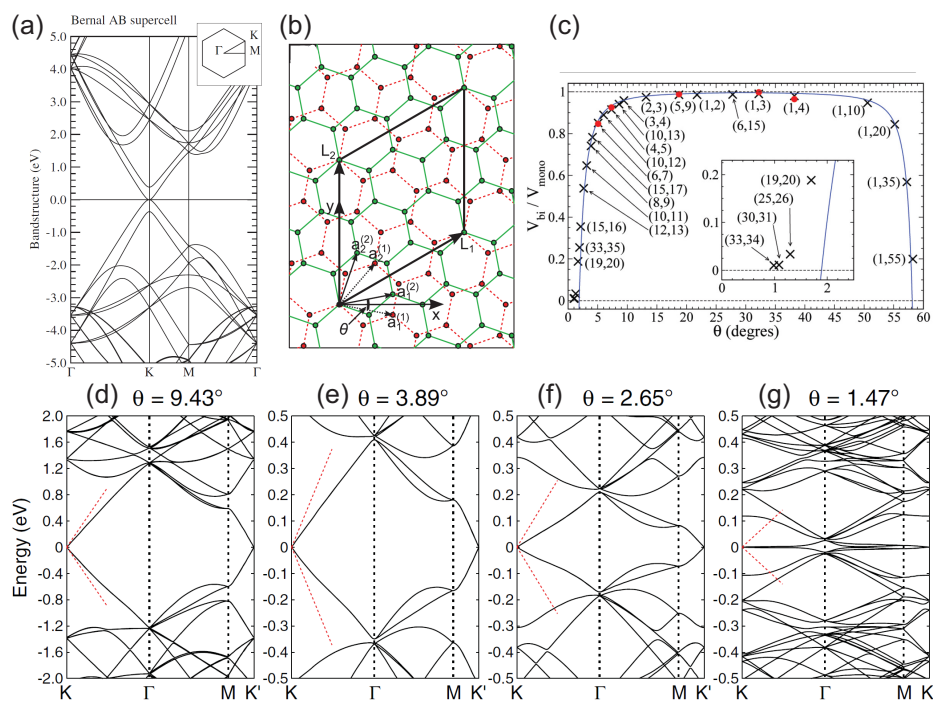 (a)
Bernal AB supercell
K
Γ
M
5.0
4.0
3.0
2.0
1.0
0.0
-1.0
-2.0
-3.0
-4.0
-5.0
Bandstructure (eV)
Γ K M Γ
(b)
L2
y
a2(2)
a2(1)
L1
a1(2)
x
θ
a1(1)
(c)
1
0.8
0.6
0.4
0.2
0
Vbi / Vmono
(2,3)
(5,9)
(1,2)
(1,3)
(1,4)
(3,4)
(6,15)
(1,10)
(10,13)
(4,5)
(1,20)
(10,12)
(6,7)
(15,17)
(8,9)
(10,11)
(12,13)
(15,16)
(33,35)
(19,20)
(1,35)
(1,55)
0.2
0.1
0
(19,20)
(25,26)
(30,31)
(33,34)
0 1 2
0 5 10 15 20 25 30 35 40 45 50 55 60
θ (degres)
(d) θ = 9.43°
2.0
1.6
1.2
0.8
0.4
0
-0.4
-0.8
-1.2
-1.6
-2.0
Energy (eV)
K Γ M K'
(e) θ = 3.89°
0.5
0.4
0.3
0.2
0.1
0
-0.1
-0.2
-0.3
-0.4
-0.5
K Γ M K'
(f) θ = 2.65°
0.5
0.4
0.3
0.2
0.1
0
-0.1
-0.2
-0.3
-0.4
-0.5
K Γ M K'
(g) θ = 1.47°
0.5
0.4
0.3
0.2
0.1
0
-0.1
-0.2
-0.3
-0.4
-0.5
K Γ M K'